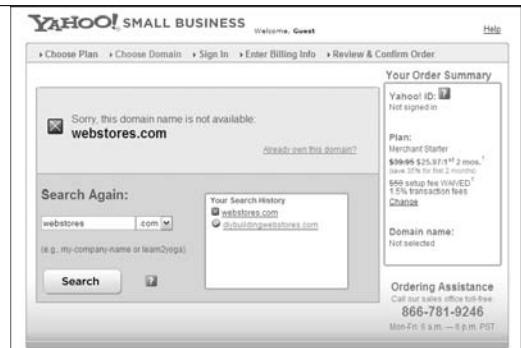 YAHOO! SMALL BUSINESS
Welcome, Guest
Help
Choose Plan
Choose Domain
Sign In
Enter Billing Info
Review & Confirm Order
Sorry, this domain name is not available:
webstores.com
Already own this domain?
Search Again:
webstores
.com
(e.g., my-company-name or team2yoga)
Search
?
Your Search History
webstores.com
diybuildingwebstores.com
Your Order Summary
Yahoo! ID: ?
Not signed in
Plan:
Merchant Starter
$39.95 $25.97/1st 2 mos.†
(save 35% for first 2 months)
$50 setup fee WAIVED†
1.5% transaction fees
Change
Domain name:
Not selected
Ordering Assistance
Call our sales office toll-free
866-781-9246
Mon-Fri: 6 a.m. — 6 p.m. PST